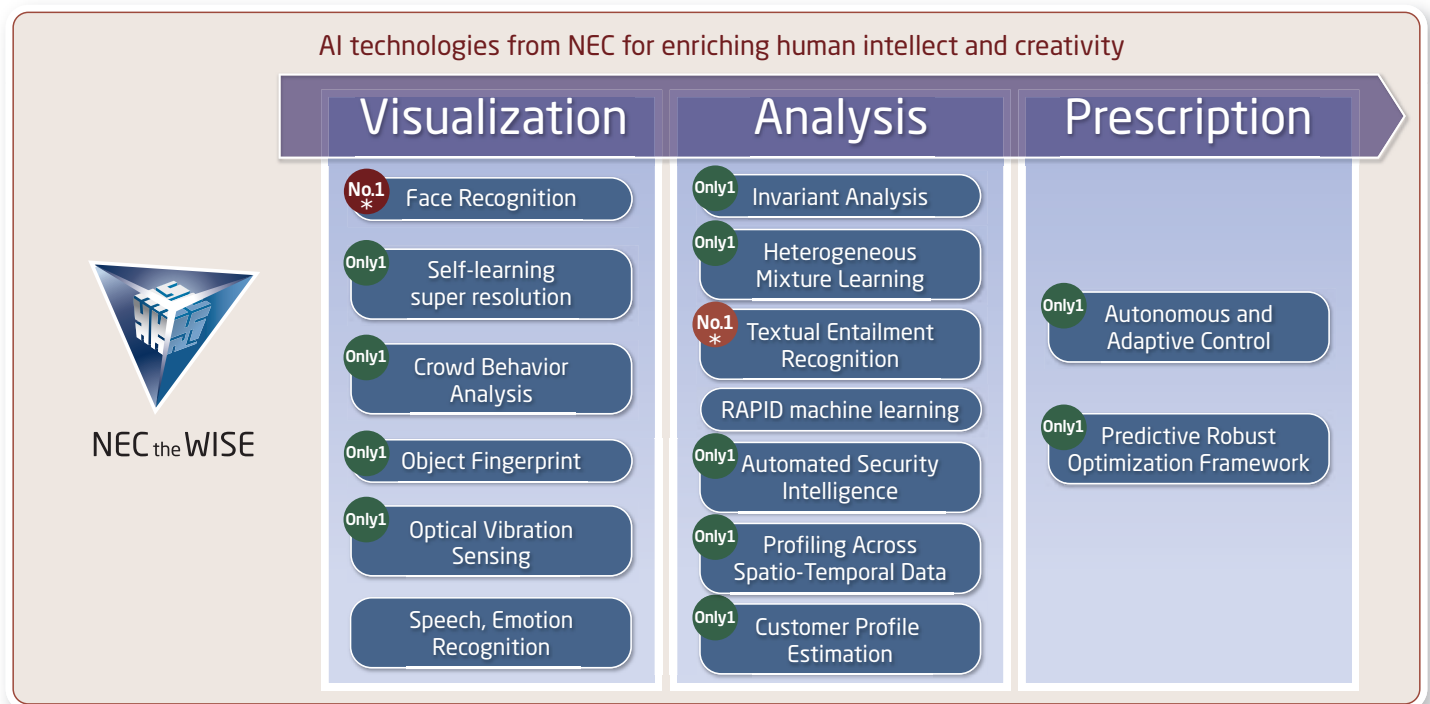 AI technologies from NEC for enriching human intellect and creativity
Visualization
No.1
*
Face Recognition
Only1
Self-learning
super resolution
Only1
Crowd Behavior
Analysis
Only1
Object Fingerprint
Only1
Optical Vibration
Sensing
Speech, Emotion
Recognition
Analysis
Only1
Invariant Analysis
Only1
Heterogeneous
Mixture Learning
No.1
*
Textual Entailment
Recognition
RAPID machine learning
Only1
Automated Security
Intelligence
Only1
Profiling Across
Spatio-Temporal Data
Only1
Customer Profile
Estimation
Prescription
Only1
Autonomous and
Adaptive Control
Only1
Predictive Robust
Optimization Framework
NEC the WISE